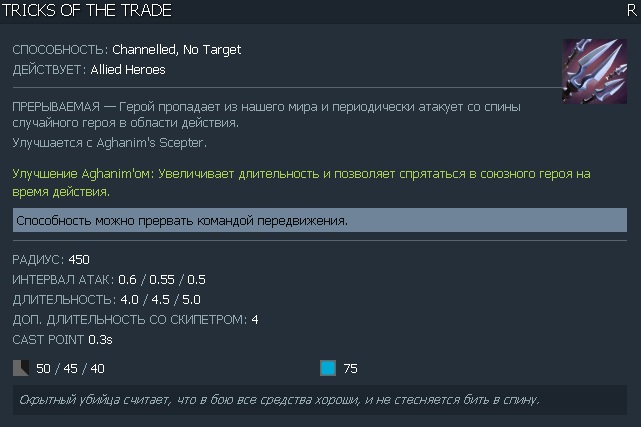 TRICKS OF THE TRADE R
СПОСОБНОСТЬ: Channelled, No Target
ДЕЙСТВУЕТ: Allied Heroes
ПРЕРЫВАЕМАЯ — Герой пропадает из нашего мира и периодически атакует со спины
случайного героя в области действия.
Улучшается с Aghanim's Scepter.
Улучшение Aghanim'ом: Увеличивает длительность и позволяет спрятаться в союзного героя на
время действия.
Способность можно прервать командой передвижения.
РАДИУС: 450
ИНТЕРВАЛ АТАК: 0.6 / 0.55 / 0.5
ДЛИТЕЛЬНОСТЬ: 4.0 / 4.5 / 5.0
ДОП. ДЛИТЕЛЬНОСТЬ СО СКИПЕТРОМ: 4
CAST POINT 0.3s
50 / 45 / 40 75
Скрытный убийца считает, что в бою все средства хороши, и не стесняется бить в спину.